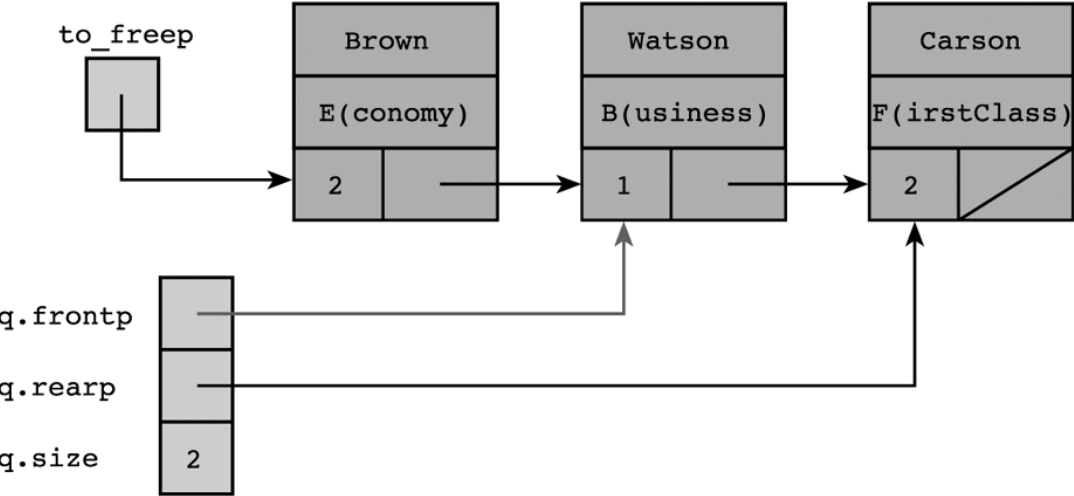 to_freep
Brown
Watson
Carson
E(conomy)
B(usiness)
F(irstClass)
2
1
2
q.frontp
q.rearp
q.size
2